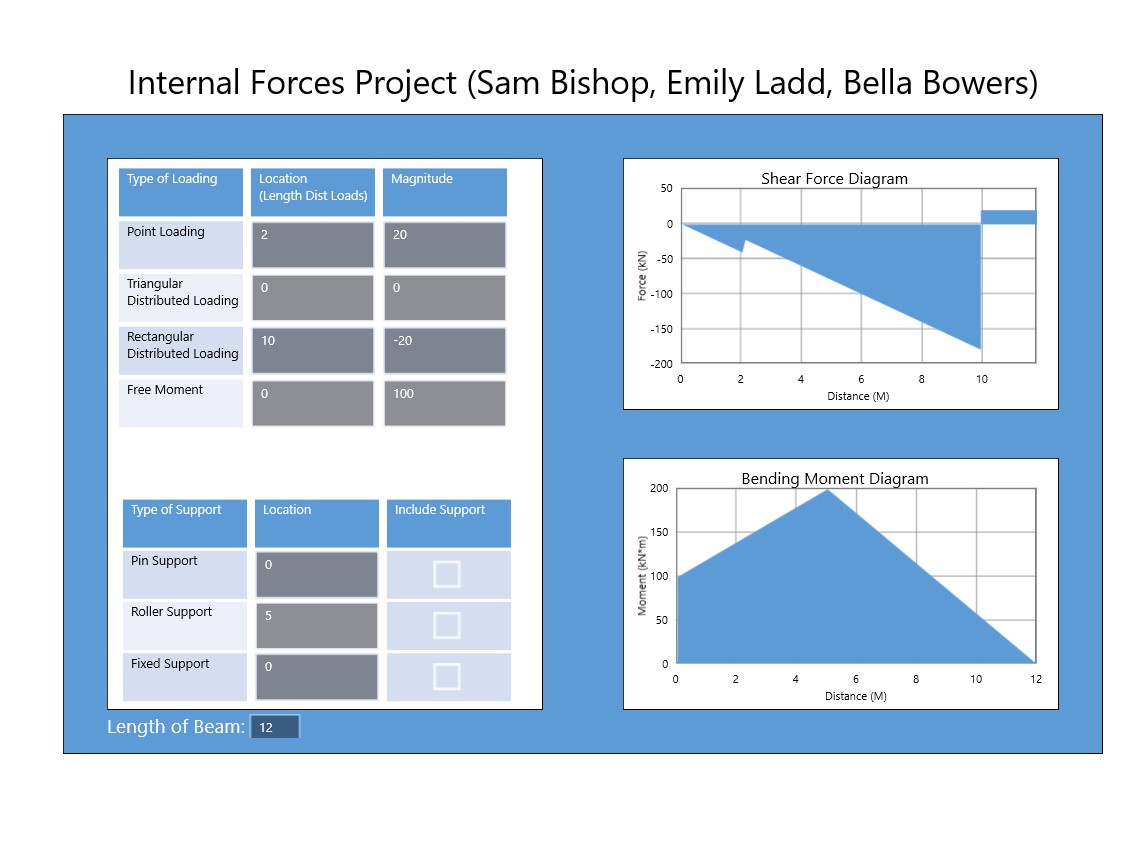 Internal Forces Project (Sam Bishop, Emily Ladd, Bella Bowers)
Type of Loading
Location
(Length Dist Loads)
Magnitude
Point Loading
2
20
Triangular
Distributed Loading
0
0
Rectangular
Distributed Loading
10
-20
Free Moment
0
100
Type of Support
Location
Include Support
Pin Support
0
Roller Support
5
Fixed Support
0
Length of Beam:
12
Shear Force Diagram
50
0
-50
-100
-150
-200
Force (kN)
0 2 4 6 8 10
Distance (M)
Bending Moment Diagram
200
150
100
50
0
Moment (kN*m)
0 2 4 6 8 10 12
Distance (M)